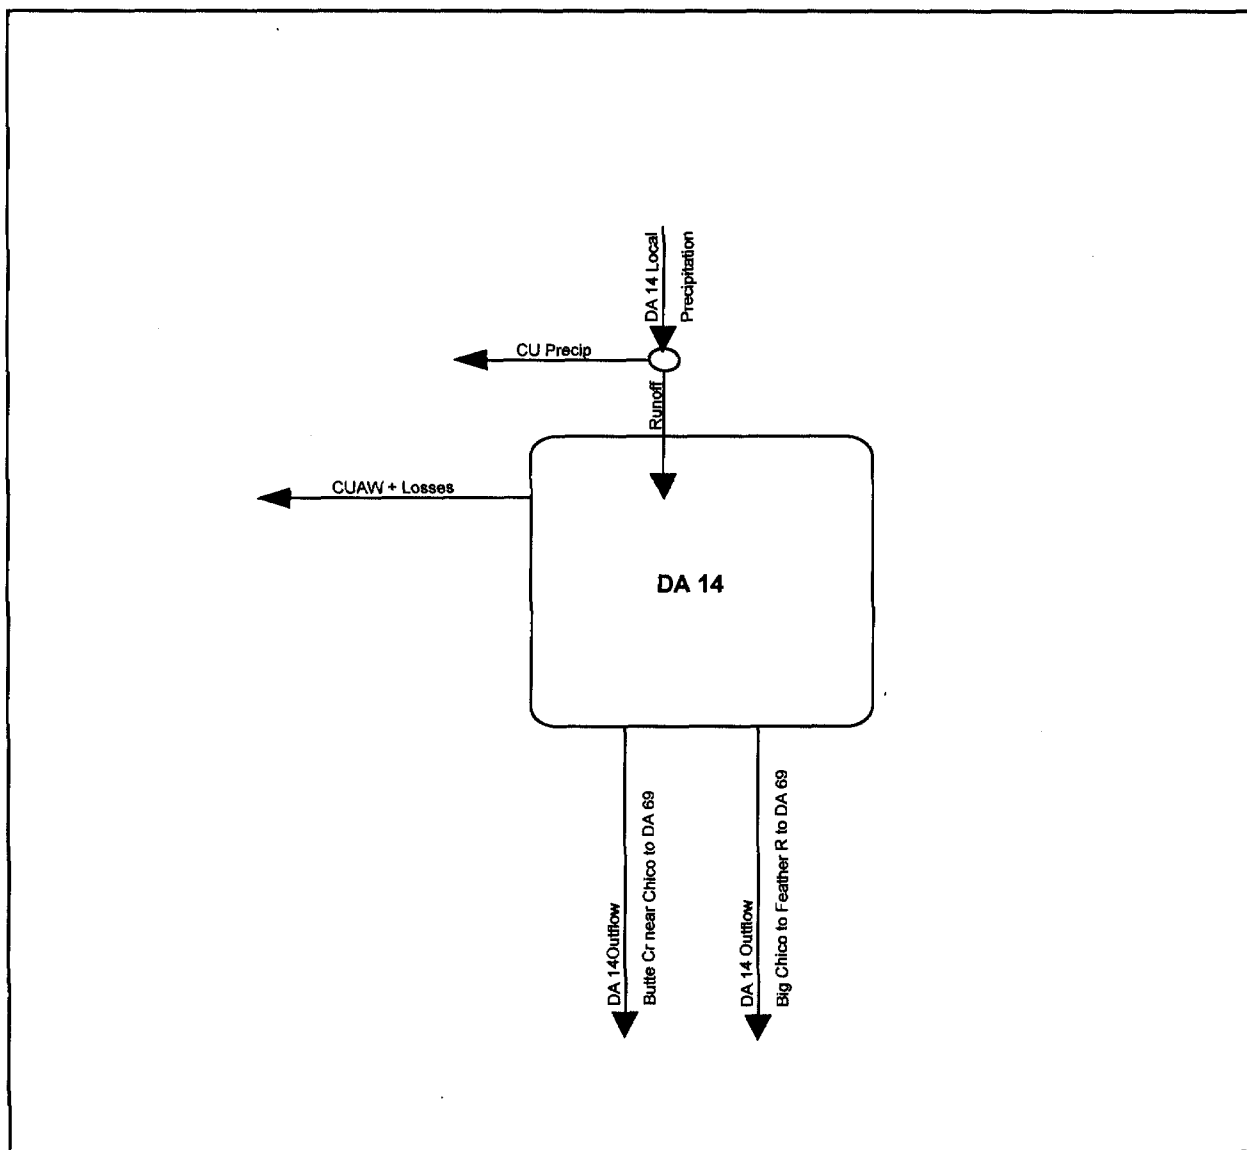 DA 14 Local
Precipitation
CU Precip
Runoff
CUAW + Losses
DA 14
DA 14Outflow
Butte Cr near Chico to DA 69
DA 14 Outflow
Big Chico to Feather R to DA 69